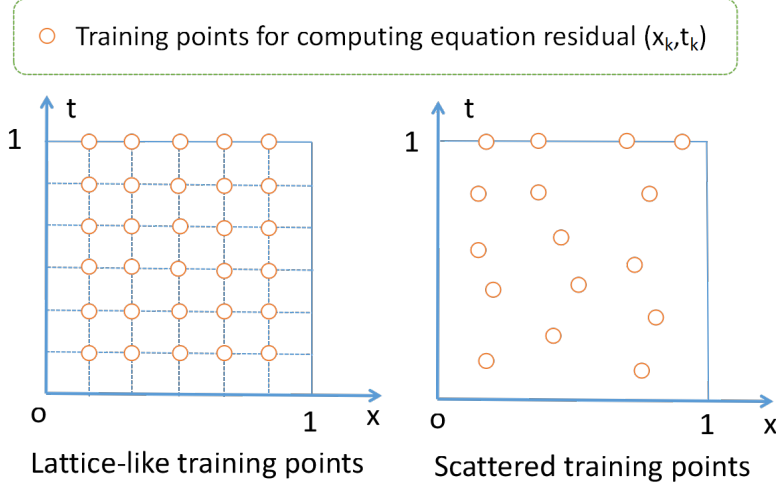 Training points for computing equation residual (xk,tk)
t
1
o
1
x
Lattice-like training points
t
1
o
1
x
Scattered training points